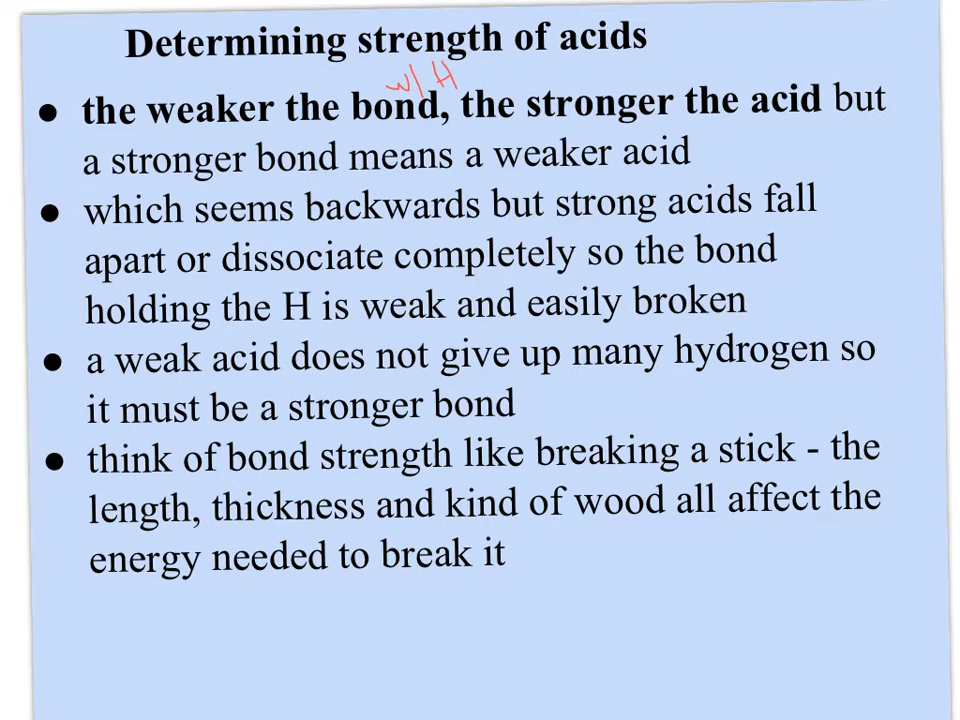 Determining strength of acids
w/ H
● the weaker the bond, the stronger the acid but
a stronger bond means a weaker acid
● which seems backwards but strong acids fall
apart or dissociate completely so the bond
holding the H is weak and easily broken
● a weak acid does not give up many hydrogen so
it must be a stronger bond
● think of bond strength like breaking a stick - the
length, thickness and kind of wood all affect the
energy needed to break it